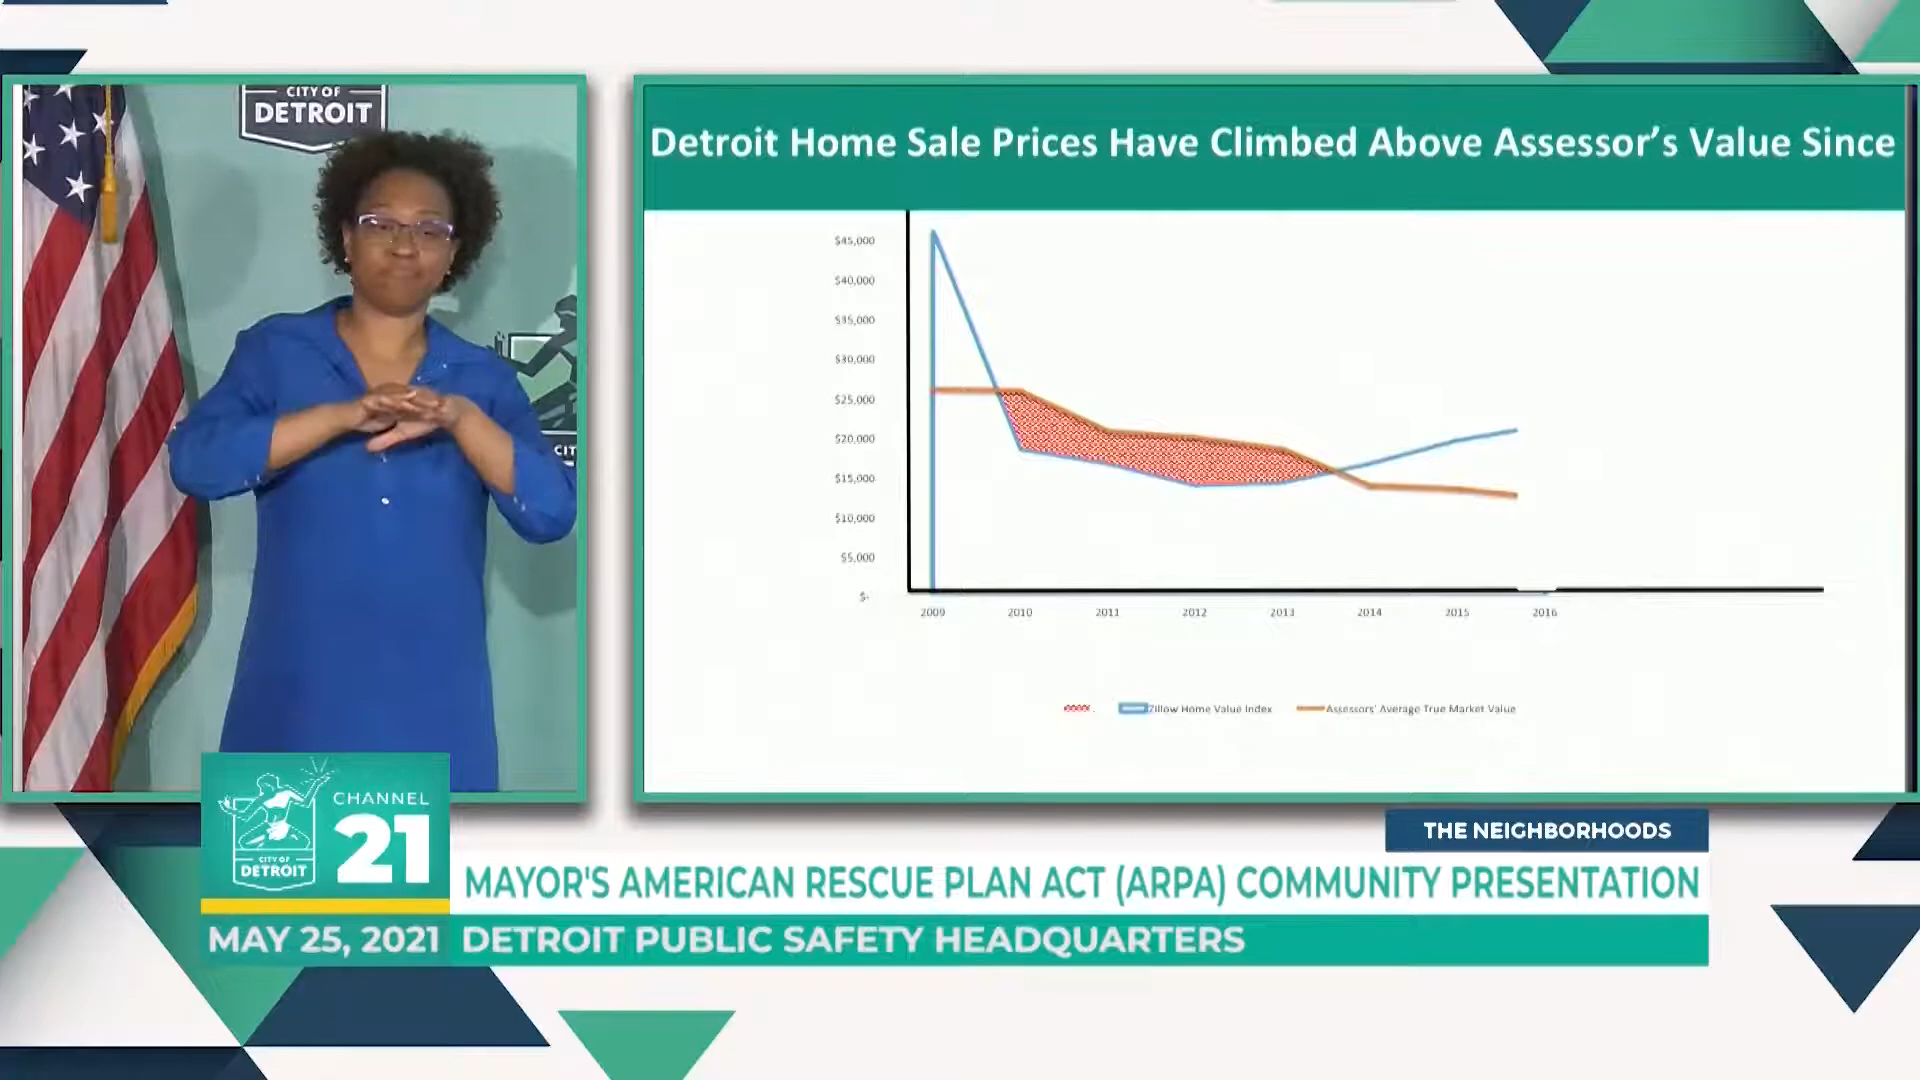 CITY OF
DETROIT
CIT
Detroit Home Sale Prices Have Climbed Above Assessor’s Value Since
$45,000
$40,000
$35,000
$30,000
$25,000
$20,000
$15,000
$10,000
$5,000
$-
2009 2010 2011 2012 2013 2014 2015 2016
. Zillow Home Value Index Assessors' Average True Market Value
THE NEIGHBORHOODS
CITY OF
DETROIT
CHANNEL
21
MAYOR'S AMERICAN RESCUE PLAN ACT (ARPA) COMMUNITY PRESENTATION
MAY 25, 2021 DETROIT PUBLIC SAFETY HEADQUARTERS